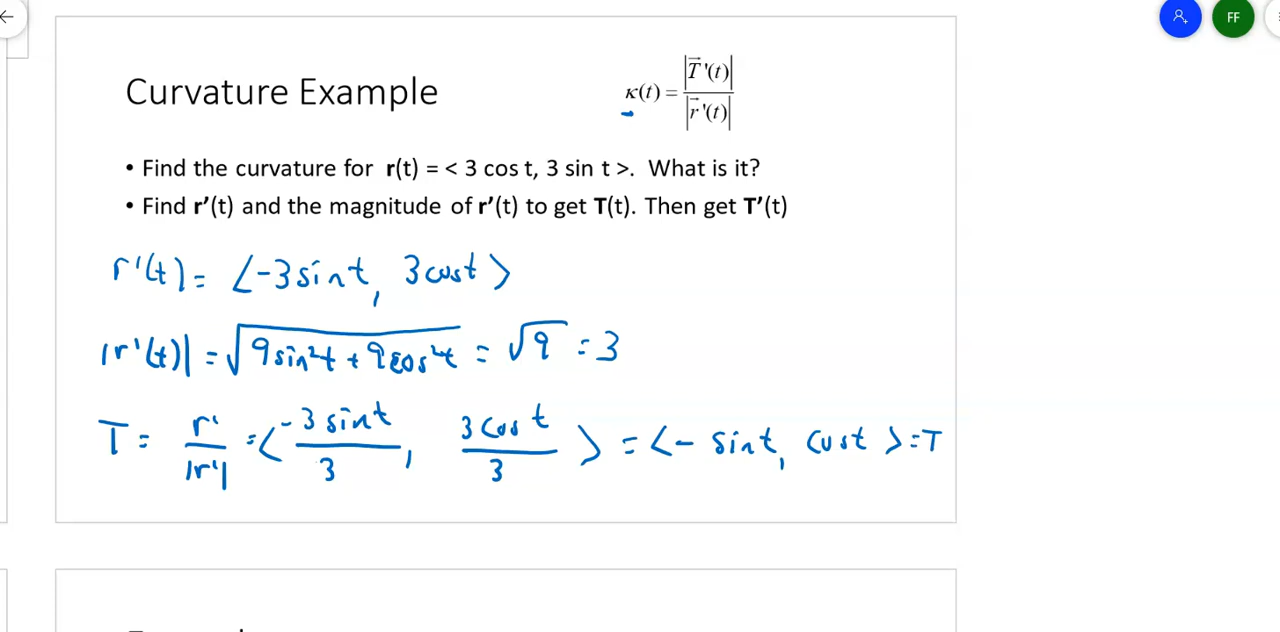 FF
Curvature Example
κ(t) = |T⃗'(t)| / |r⃗'(t)|
• Find the curvature for r(t) = < 3 cos t, 3 sin t >. What is it?
• Find r’(t) and the magnitude of r’(t) to get T(t). Then get T’(t)
r'(t) = ⟨-3 sin t, 3 cos t⟩
|r'(t)| = √(9 sin²t + 9 cos²t) = √9 = 3
T = r'/|r'| = ⟨-3 sin t/3, 3 cos t/3⟩ = ⟨- sin t, cos t⟩ = T